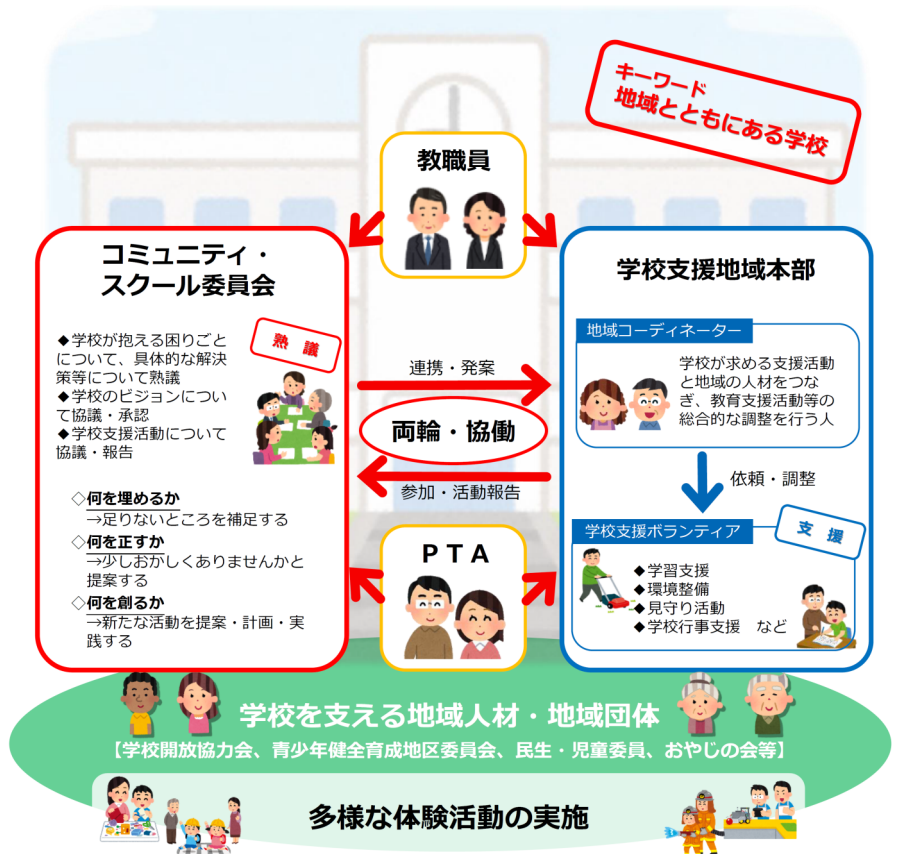 キーワード
地域とともにある学校
教職員
コミュニティ・
スクール委員会
熟 議
◆学校が抱える困りごと
について、具体的な解決
策等について熟議
◆学校のビジョンについ
て協議・承認
◆学校支援活動について
協議・報告
◇何を埋めるか
→足りないところを補足する
◇何を正すか
→少しおかしくありませんかと
提案する
◇何を創るか
→新たな活動を提案・計画・実
践する
連携・発案
両輪・協働
参加・活動報告
PTA
学校支援地域本部
地域コーディネーター
学校が求める支援活動
と地域の人材をつな
ぎ、教育支援活動等の
総合的な調整を行う人
依頼・調整
学校支援ボランティア
支 援
◆学習支援
◆環境整備
◆見守り活動
◆学校行事支援 など
学校を支える地域人材・地域団体
【学校開放協力会、青少年健全育成地区委員会、民生・児童委員、おやじの会等】
多様な体験活動の実施